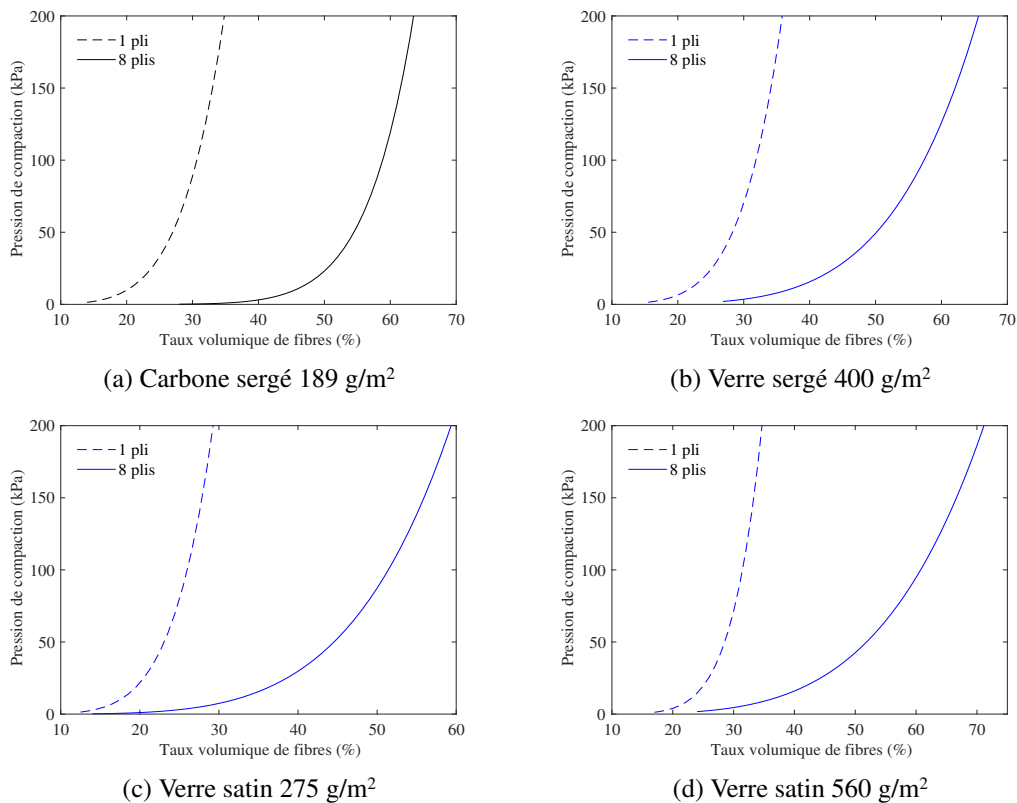 200
150
100
50
0
Pression de compaction (kPa)
1 pli
8 plis
10 20 30 40 50 60 70
Taux volumique de fibres (%)
(a) Carbone sergé 189 g/m²
200
150
100
50
0
Pression de compaction (kPa)
1 pli
8 plis
10 20 30 40 50 60 70
Taux volumique de fibres (%)
(b) Verre sergé 400 g/m²
200
150
100
50
0
Pression de compaction (kPa)
1 pli
8 plis
10 20 30 40 50 60
Taux volumique de fibres (%)
(c) Verre satin 275 g/m²
200
150
100
50
0
Pression de compaction (kPa)
1 pli
8 plis
10 20 30 40 50 60 70
Taux volumique de fibres (%)
(d) Verre satin 560 g/m²